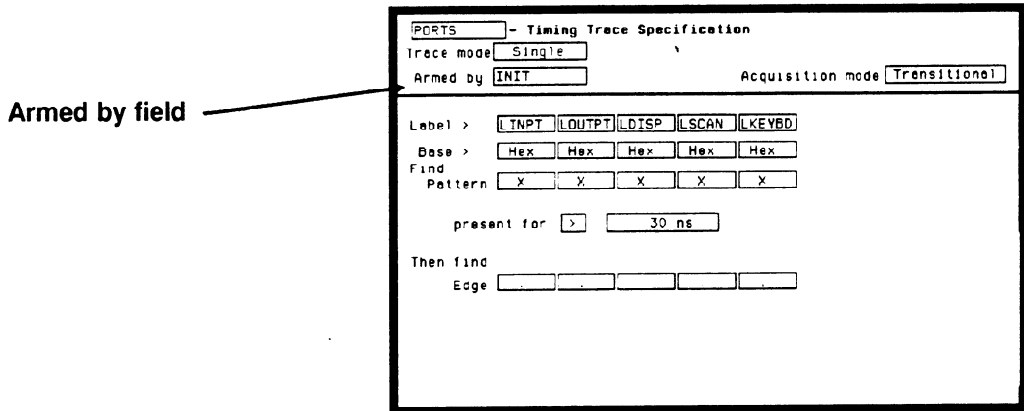 PORTS - Timing Trace Specification
Trace mode Single
Armed by INIT Acquisition mode Transitional
Armed by field
Label > LINPT LOUTPT LDISP LSCAN LKEYBD
Base > Hex Hex Hex Hex Hex
Find
Pattern X X X X X
present for > 30 ns
Then find
Edge . . . . .